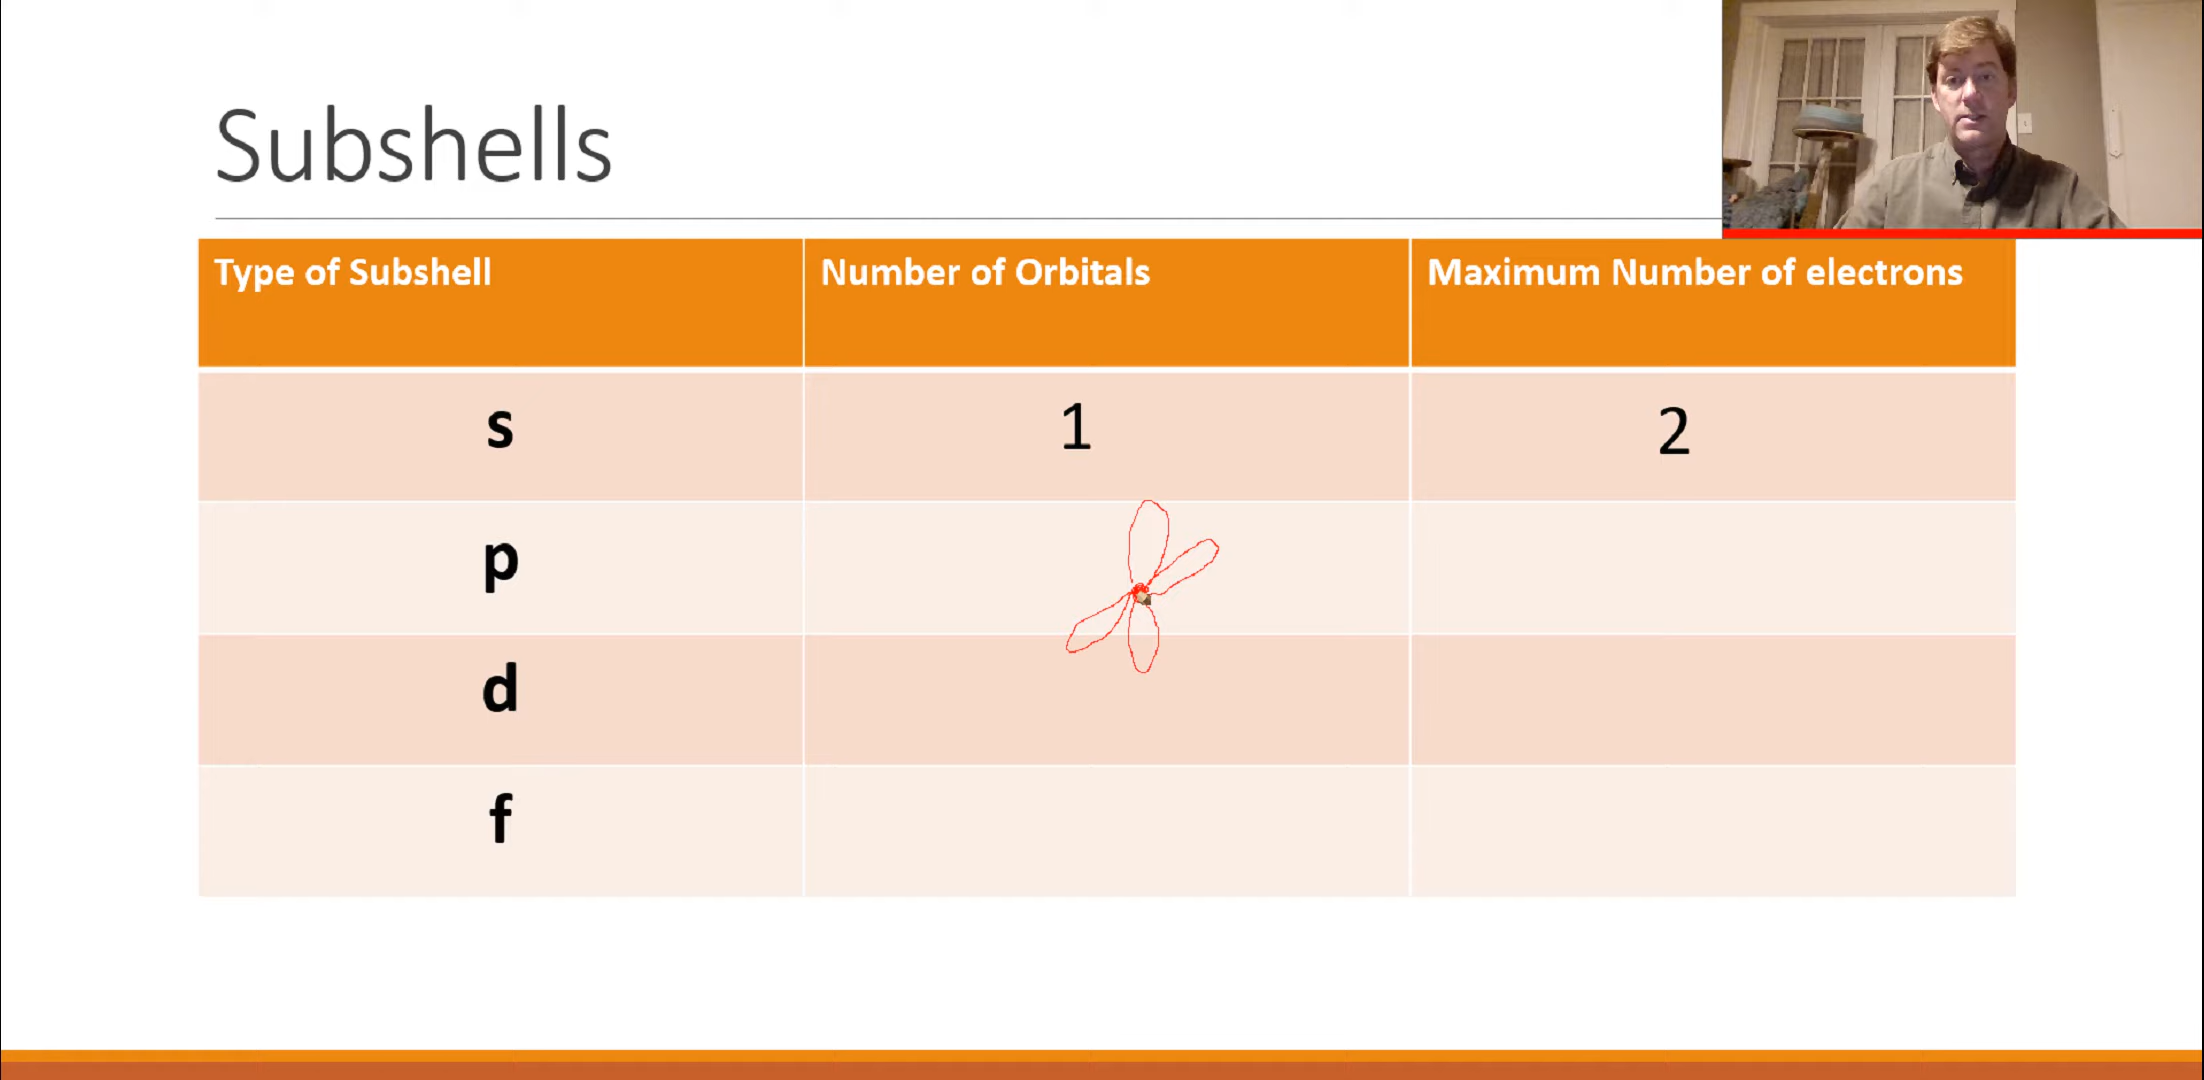 Subshells
Type of Subshell Number of Orbitals Maximum Number of electrons
s 1 2
p
d
f